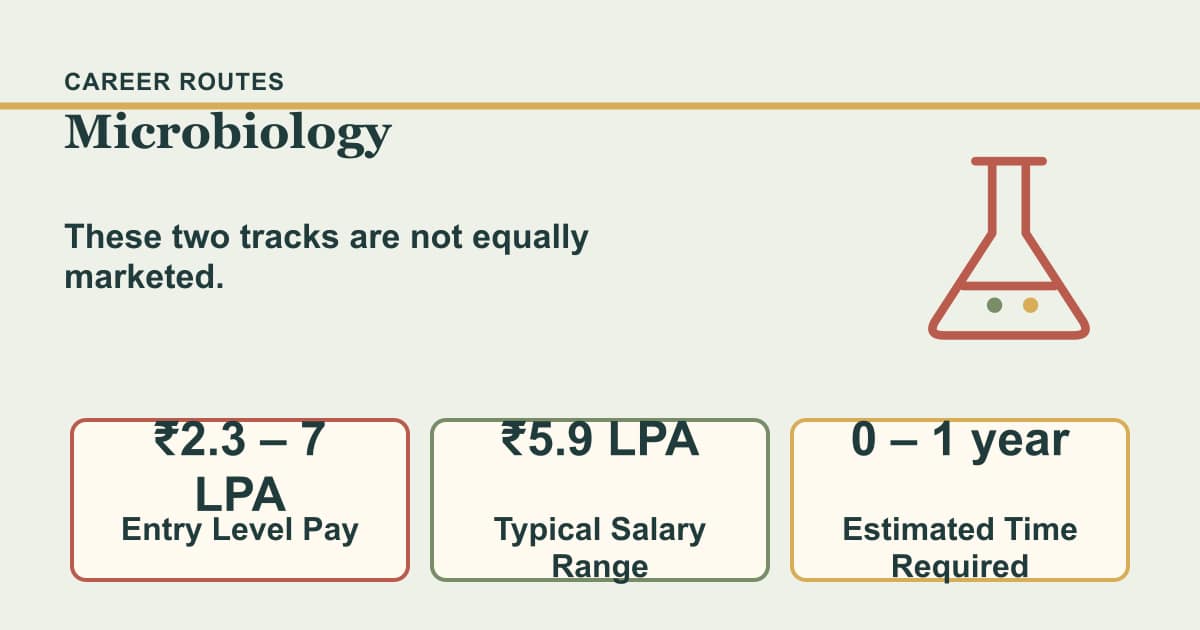 CAREER ROUTES
Microbiology
These two tracks are not equally
marketed.
₹2.3 – 7
LPA
Entry Level Pay
₹5.9 LPA
Typical Salary
Range
0 – 1 year
Estimated Time
Required